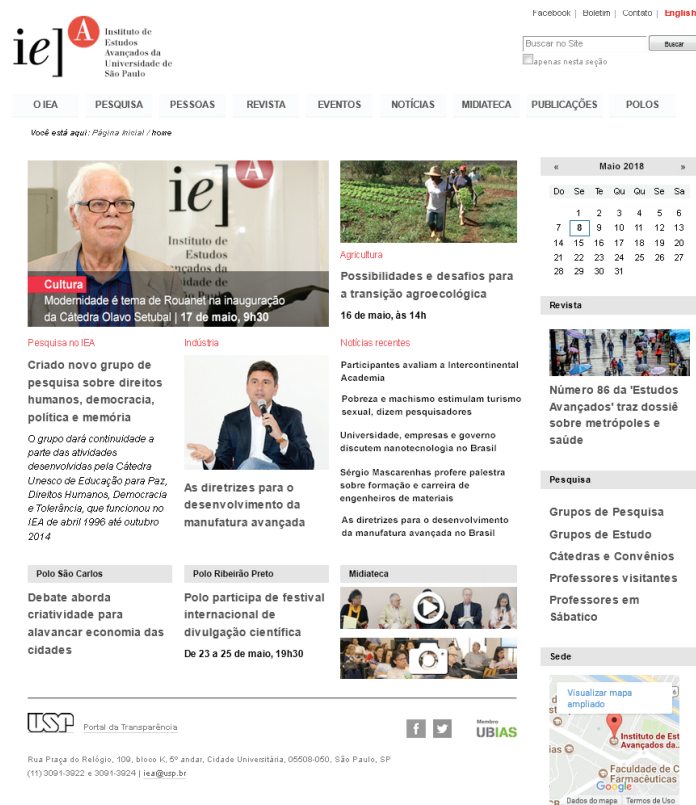 Facebook | Boletim | Contato | English
iea
Instituto de
Estudos
Avançados da
Universidade de
São Paulo
Buscar no Site
Buscar
apenas nesta seção
O IEA PESQUISA PESSOAS REVISTA EVENTOS NOTÍCIAS MIDIATECA PUBLICAÇÕES POLOS
Você está aqui: Página Inicial / home
iea
Instituto de
Estudos
nçados da
sidade de
Paulo
Cultura
Modernidade é tema de Rouanet na inauguração
da Cátedra Olavo Setubal | 17 de maio, 9h30
Agricultura
Possibilidades e desafios para
a transição agroecológica
16 de maio, às 14h
Pesquisa no IEA
Criado novo grupo de
pesquisa sobre direitos
humanos, democracia,
política e memória
O grupo dará continuidade a
parte das atividades
desenvolvidas pela Cátedra
Unesco de Educação para Paz,
Direitos Humanos, Democracia
e Tolerância, que funcionou no
IEA de abril 1996 até outubro
2014
Indústria
As diretrizes para o
desenvolvimento da
manufatura avançada
Notícias recentes
Participantes avaliam a Intercontinental
Academia
Pobreza e machismo estimulam turismo
sexual, dizem pesquisadores
Universidade, empresas e governo
discutem nanotecnologia no Brasil
Sérgio Mascarenhas profere palestra
sobre formação e carreira de
engenheiros de materiais
As diretrizes para o desenvolvimento
da manufatura avançada no Brasil
Polo São Carlos
Debate aborda
criatividade para
alavancar economia das
cidades
Polo Ribeirão Preto
Polo participa de festival
internacional de
divulgação científica
De 23 a 25 de maio, 19h30
Midiateca
« Maio 2018 »
Do Se Te Qu Qu Se Sa
1 2 3 4 5 6
7 8 9 10 11 12 13
14 15 16 17 18 19 20
21 22 23 24 25 26 27
28 29 30 31
Revista
Número 86 da 'Estudos
Avançados' traz dossiê
sobre metrópoles e
saúde
Pesquisa
Grupos de Pesquisa
Grupos de Estudo
Cátedras e Convênios
Professores visitantes
Professores em
Sabático
Sede
Visualizar mapa
ampliado
Instituto de Est
Avançados da...
Faculdade de C
Farmacêuticas
Google
Dados do mapa Termos de Uso
USP Portal da Transparência
Membro
UBIAS
Rua Praça do Relógio, 109, bloco K, 5º andar, Cidade Universitária, 05508-050, São Paulo, SP
(11) 3091-3922 e 3091-3924 | iea@usp.br